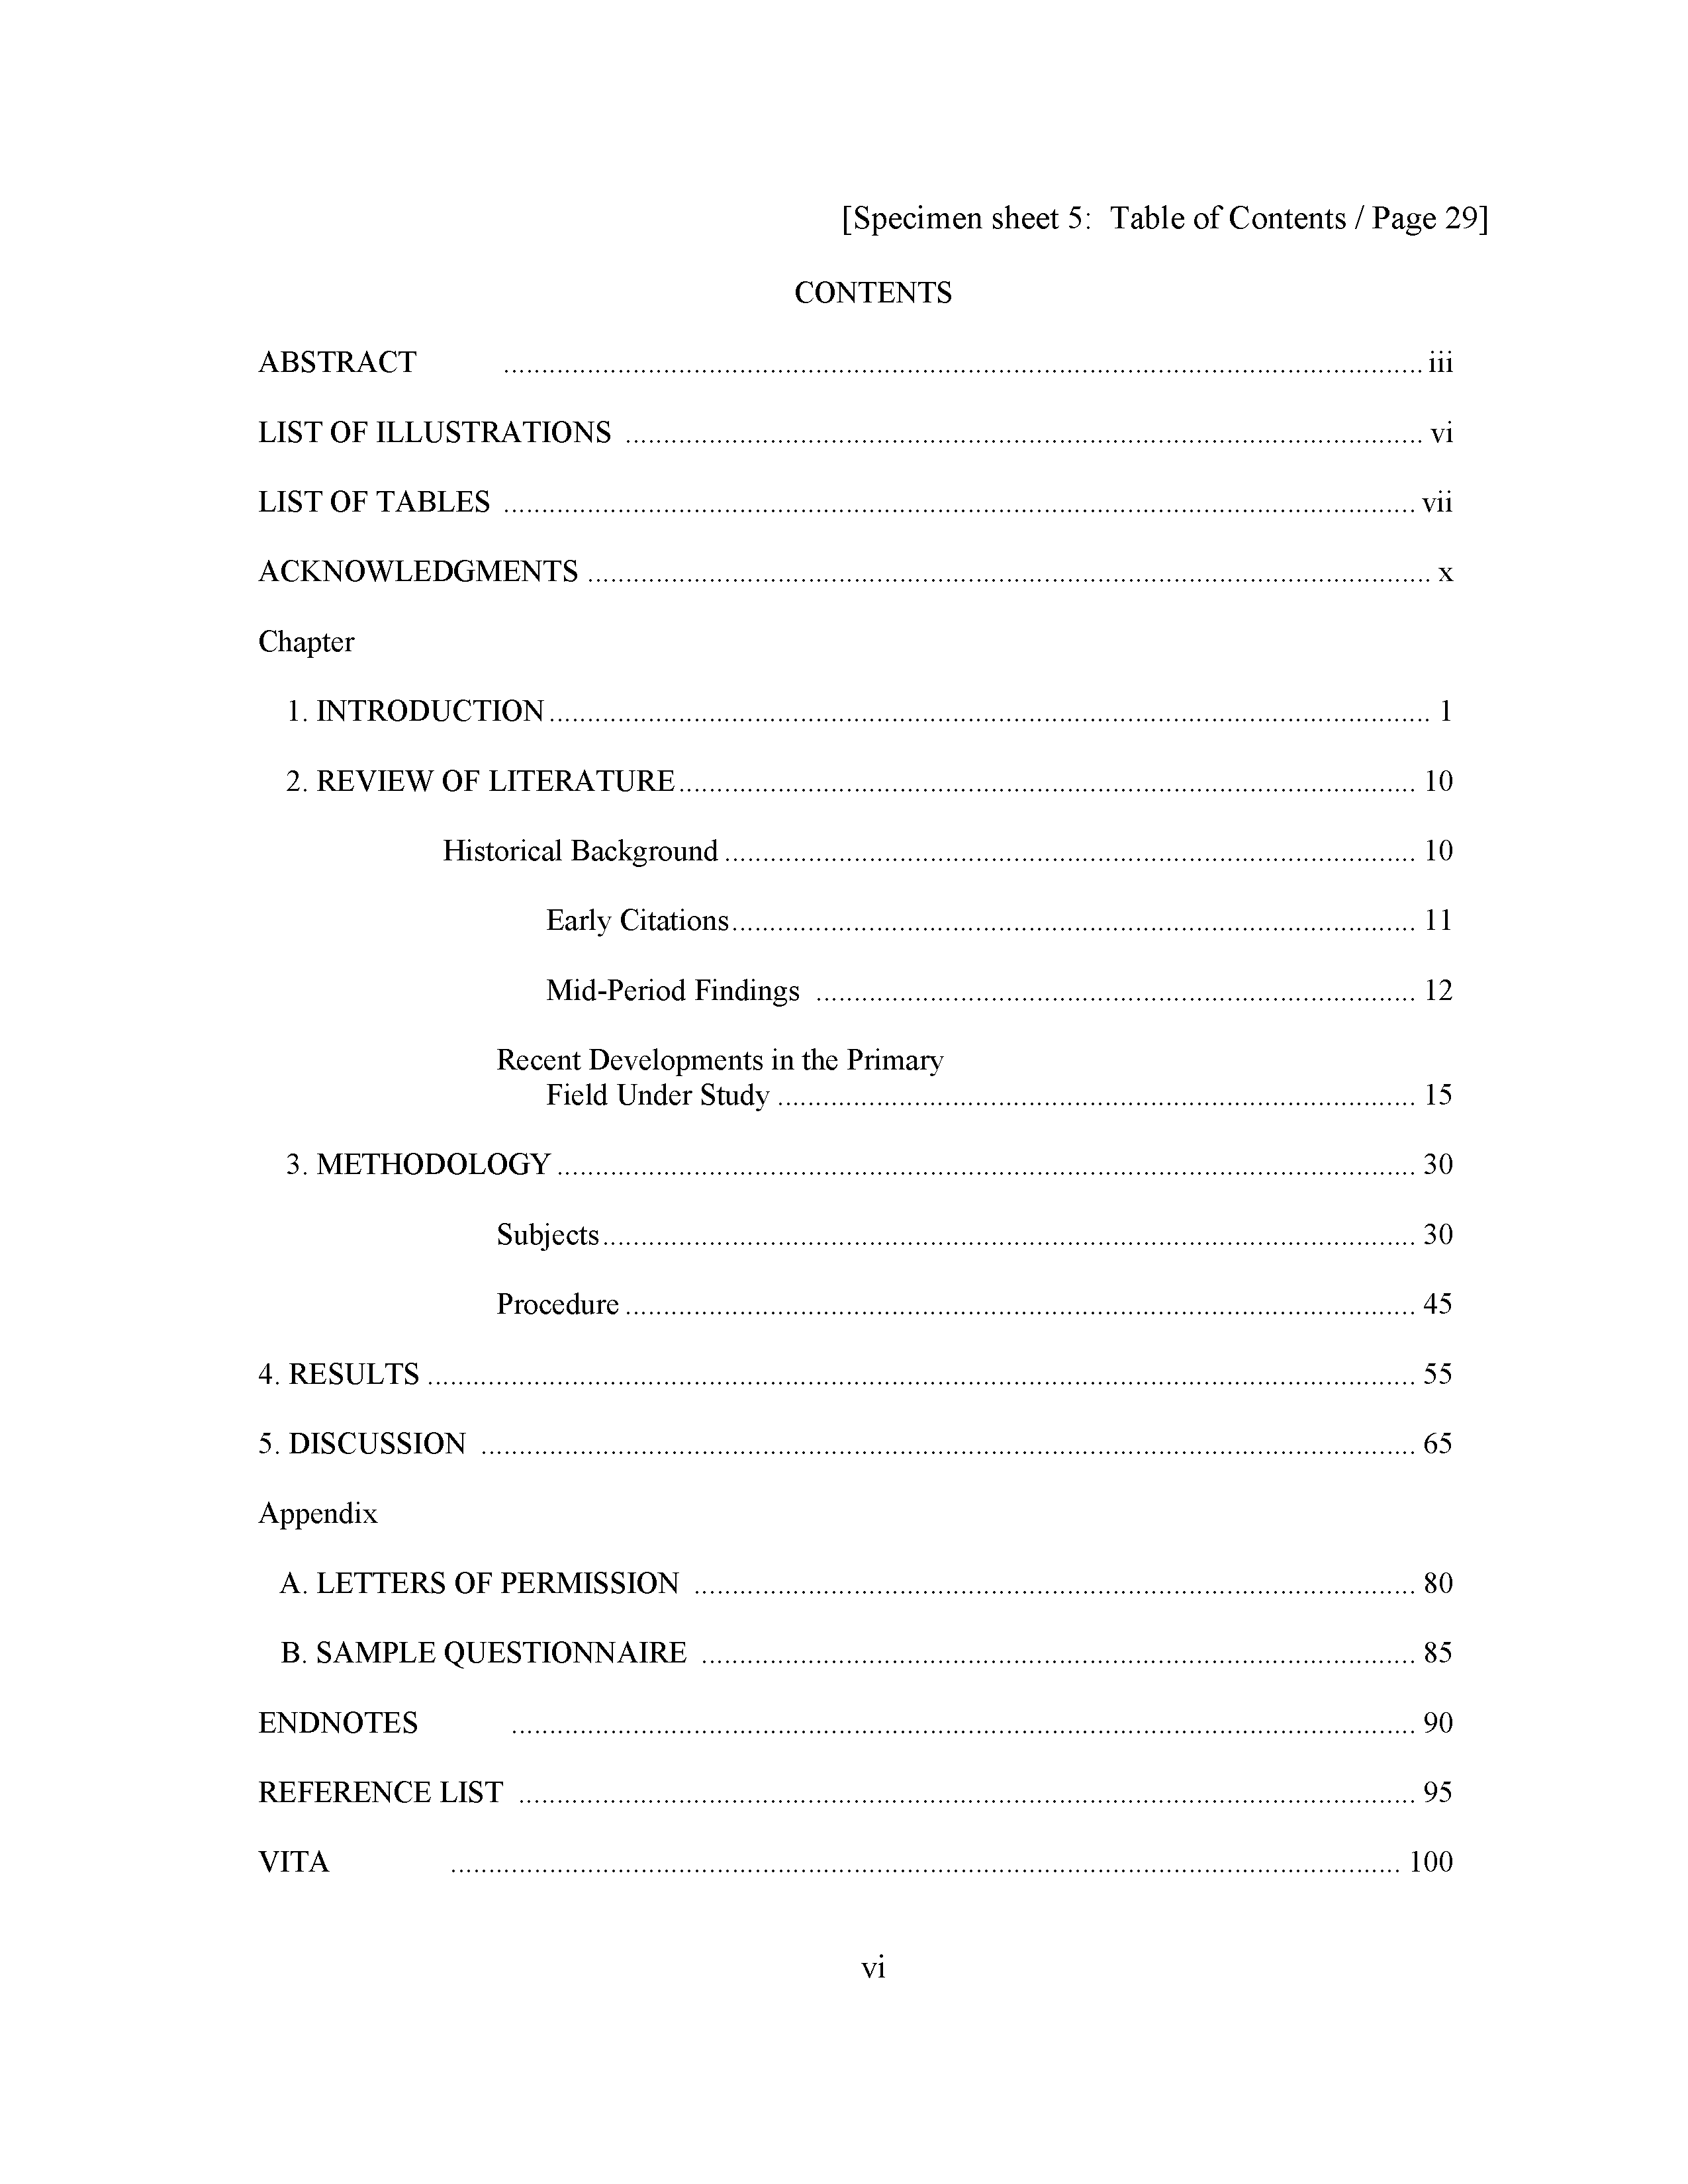 [Specimen sheet 5:  Table of Contents / Page 29]
CONTENTS
ABSTRACT ........ iii
LIST OF ILLUSTRATIONS ........ vi
LIST OF TABLES ........ vii
ACKNOWLEDGMENTS ........ x
Chapter
1. INTRODUCTION ........ 1
2. REVIEW OF LITERATURE ........ 10
Historical Background ........ 10
Early Citations ........ 11
Mid-Period Findings ........ 12
Recent Developments in the Primary
Field Under Study ........ 15
3. METHODOLOGY ........ 30
Subjects ........ 30
Procedure ........ 45
4. RESULTS ........ 55
5. DISCUSSION ........ 65
Appendix
A. LETTERS OF PERMISSION ........ 80
B. SAMPLE QUESTIONNAIRE ........ 85
ENDNOTES ........ 90
REFERENCE LIST ........ 95
VITA ........ 100
vi